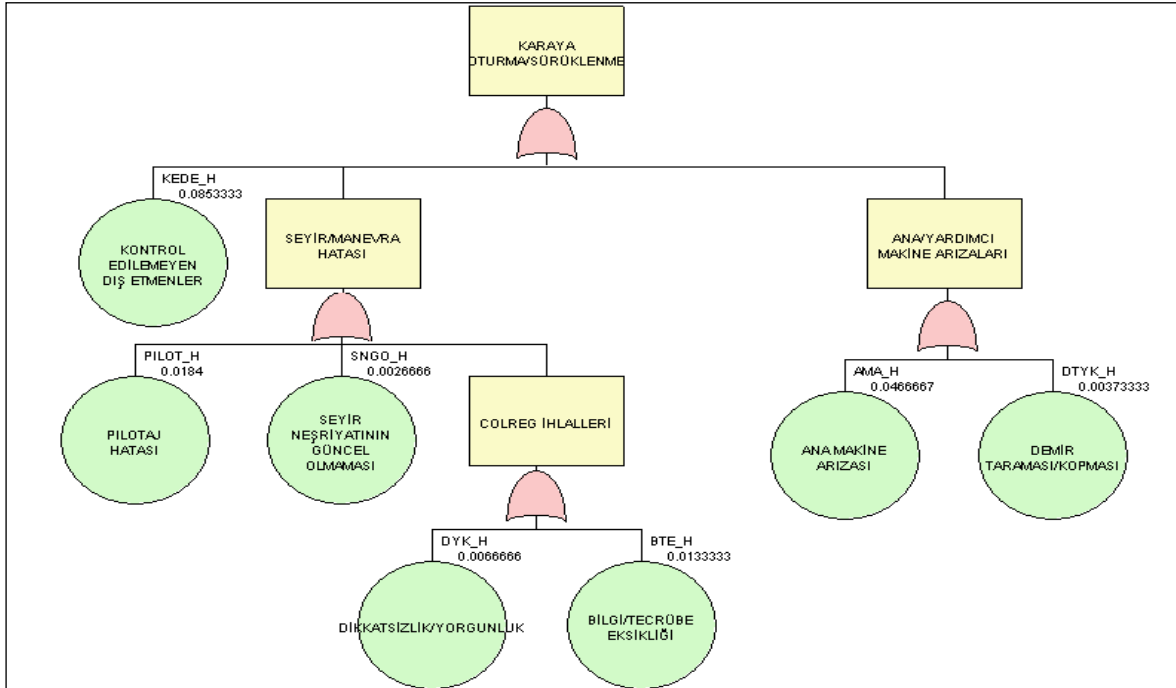 KARAYA
OTURMA/SÜRÜKLENME
KEDE_H
0.0853333
KONTROL
EDİLEMEYEN
DIŞ ETMENLER
SEYİR/MANEVRA
HATASI
ANA/YARDIMCI
MAKİNE ARIZALARI
PILOT_H
0.0184
PİLOTAJ
HATASI
SNGO_H
0.0026666
SEYİR
NEŞRİYATININ
GÜNCEL
OLMAMASI
COLREG İHLALLERİ
AMA_H
0.0466667
ANA MAKİNE
ARIZASI
DTYK_H
0.00373333
DEMİR
TARAMASI/KOPMASI
DYK_H
0.0066666
DİKKATSİZLİK/YORGUNLUK
BTE_H
0.0133333
BİLGİ/TECRÜBE
EKSİKLİĞİ